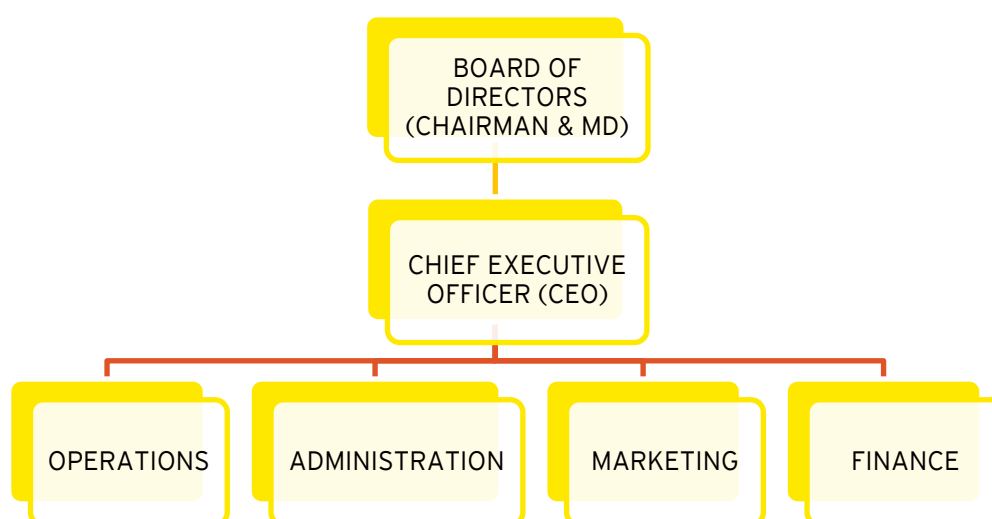 BOARD OF
DIRECTORS
(CHAIRMAN & MD)
CHIEF EXECUTIVE
OFFICER (CEO)
OPERATIONS
ADMINISTRATION
MARKETING
FINANCE